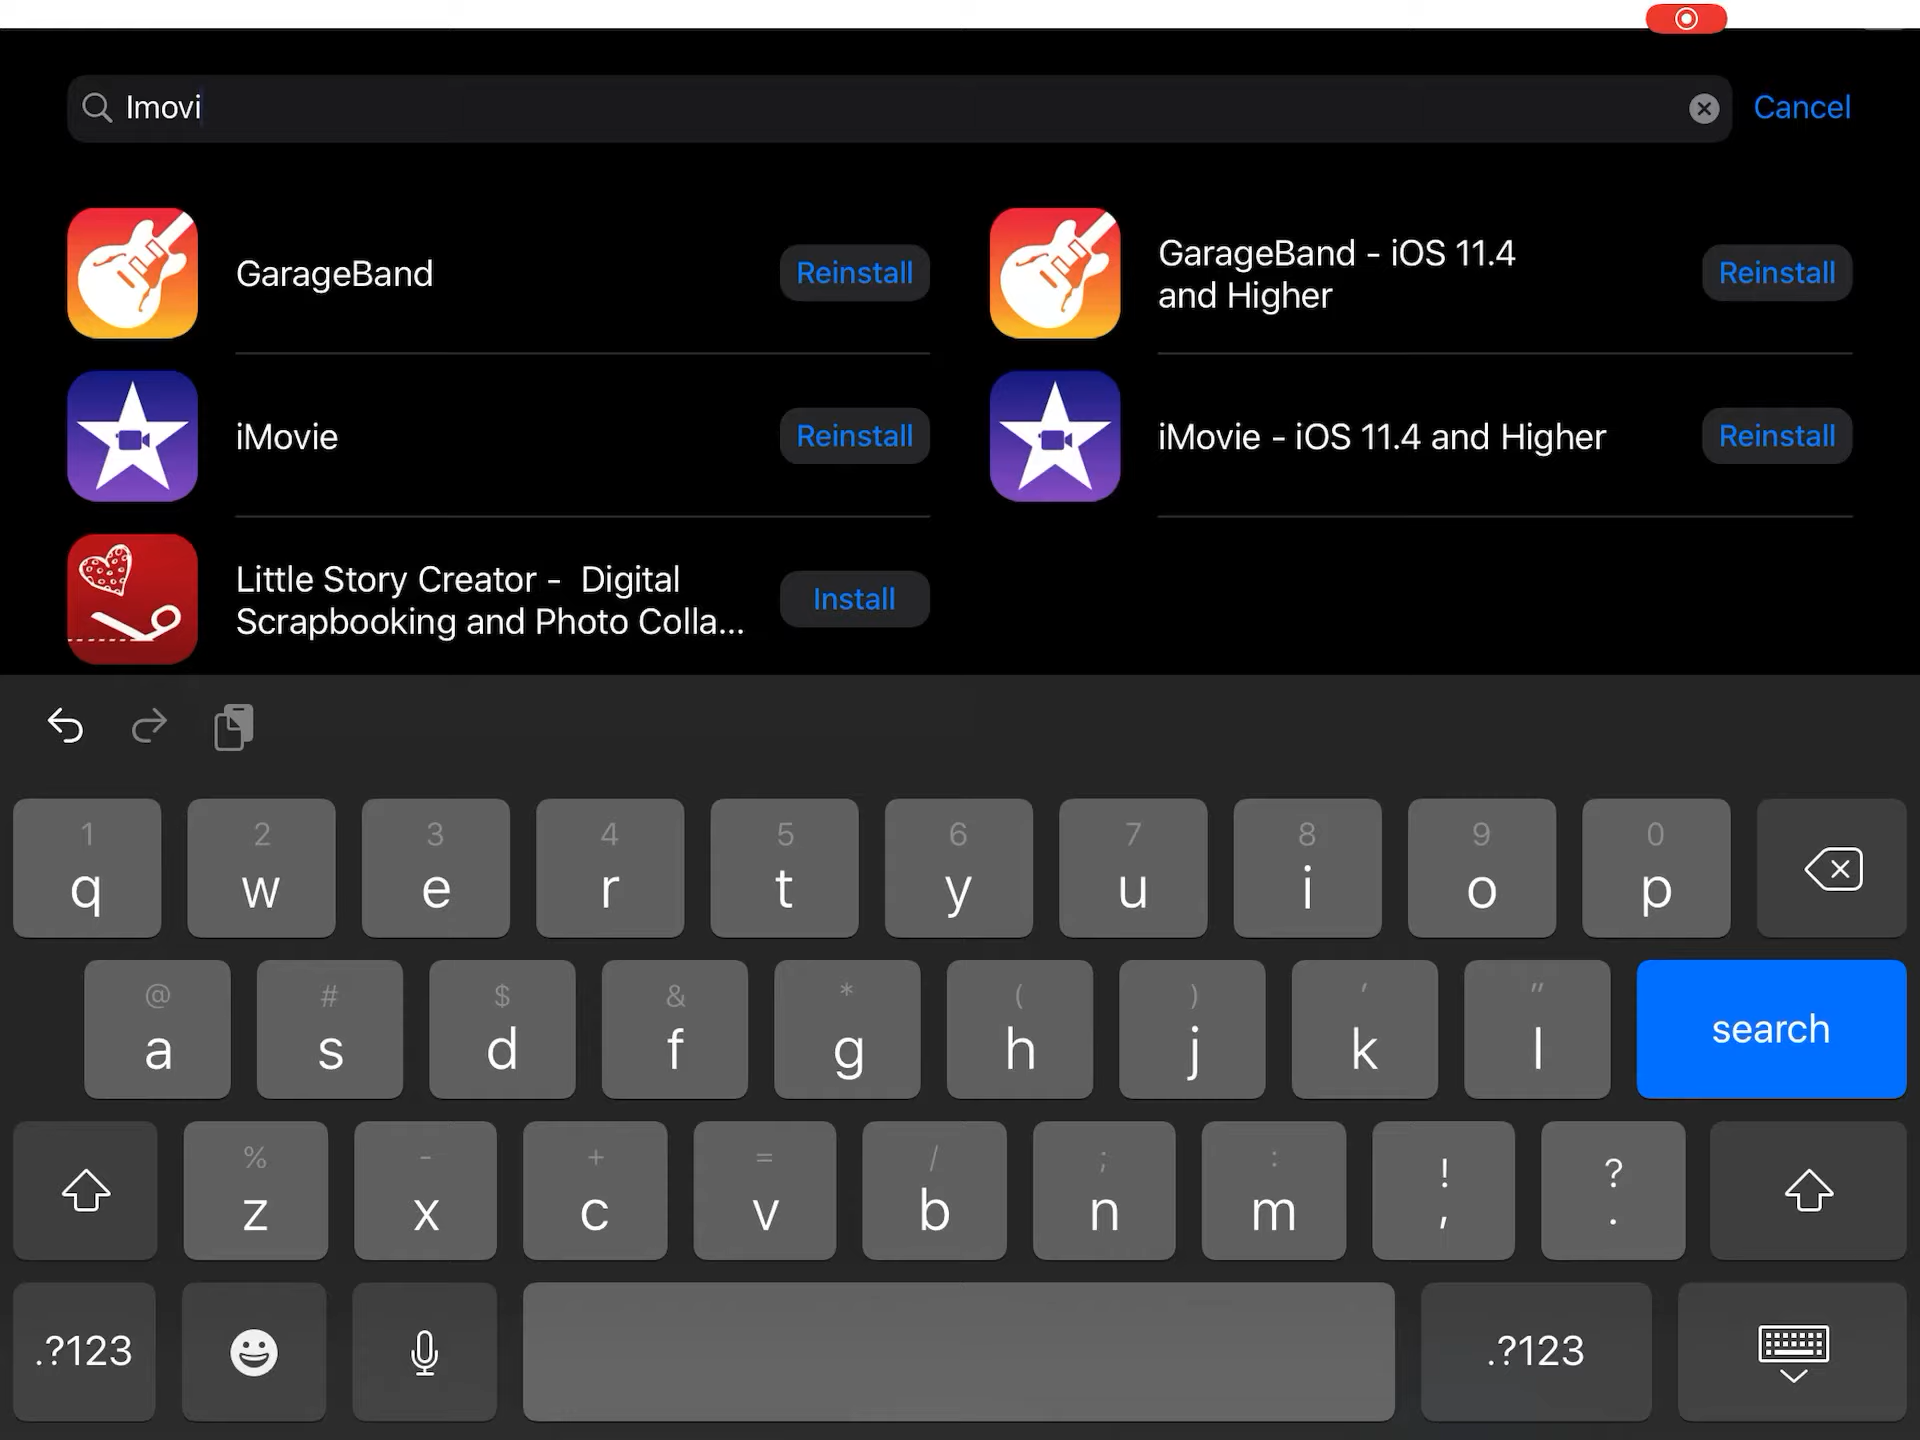 Imovi
Cancel
GarageBand
Reinstall
GarageBand - iOS 11.4
and Higher
Reinstall
iMovie
Reinstall
iMovie - iOS 11.4 and Higher
Reinstall
Little Story Creator - Digital
Scrapbooking and Photo Colla...
Install
1 2 3 4 5 6 7 8 9 0
q w e r t y u i o p
@ # $ & * ( ) ' "
a s d f g h j k l
search
% - + = / ; : ! ?
z x c v b n m , .
.?123
.?123